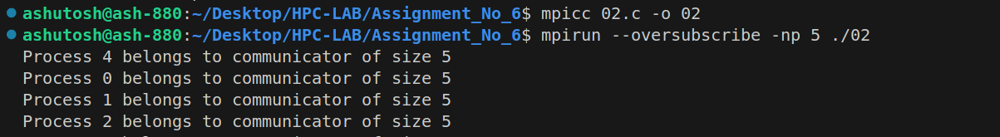 ashutosh@ash-880:~/Desktop/HPC-LAB/Assignment_No_6$ mpicc 02.c -o 02
ashutosh@ash-880:~/Desktop/HPC-LAB/Assignment_No_6$ mpirun --oversubscribe -np 5 ./02
Process 4 belongs to communicator of size 5
Process 0 belongs to communicator of size 5
Process 1 belongs to communicator of size 5
Process 2 belongs to communicator of size 5